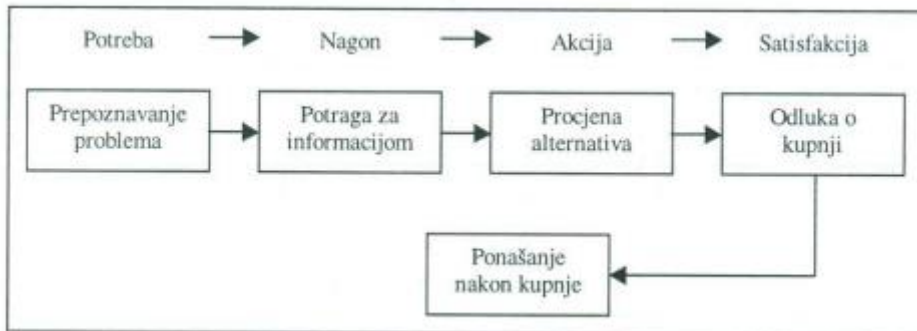 Potreba
Nagon
Akcija
Satisfakcija
Prepoznavanje
problema
Potraga za
informacijom
Procjena
alternativa
Odluka o
kupnji
Ponašanje
nakon kupnje